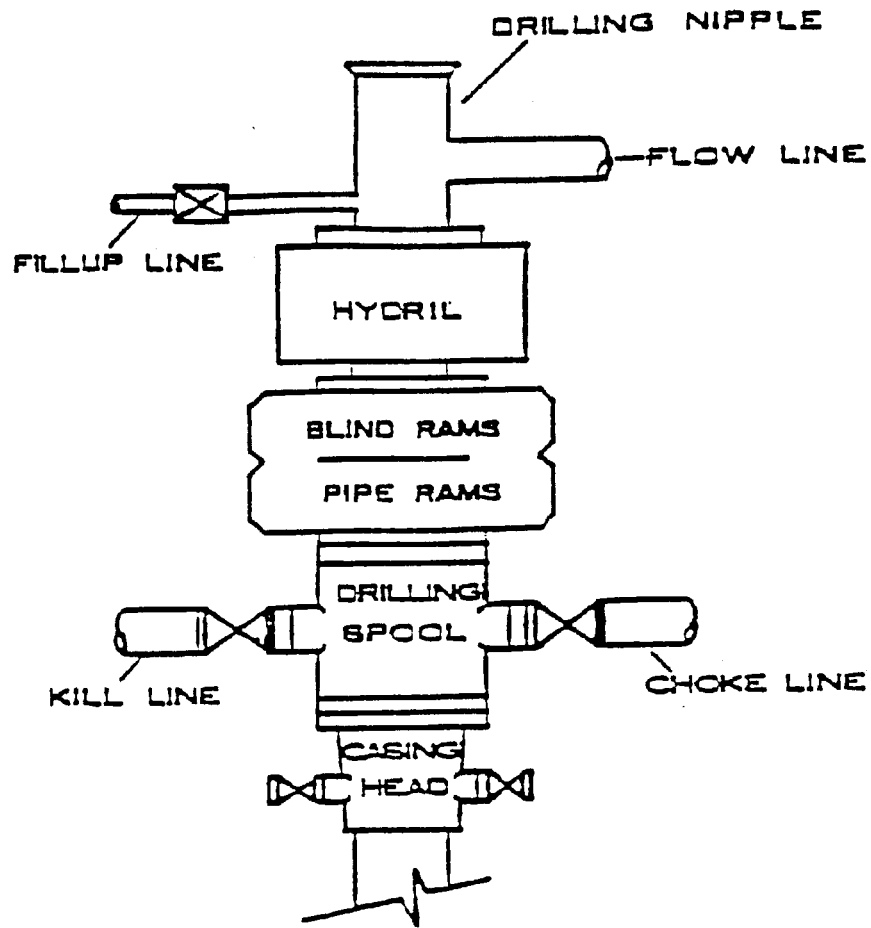 DRILLING NIPPLE
FLOW LINE
FILLUP LINE
HYDRIL
BLIND RAMS
PIPE RAMS
DRILLING
SPOOL
KILL LINE
CHOKE LINE
CASING
HEAD